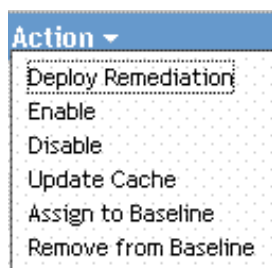 Action
Deploy Remediation
Enable
Disable
Update Cache
Assign to Baseline
Remove from Baseline